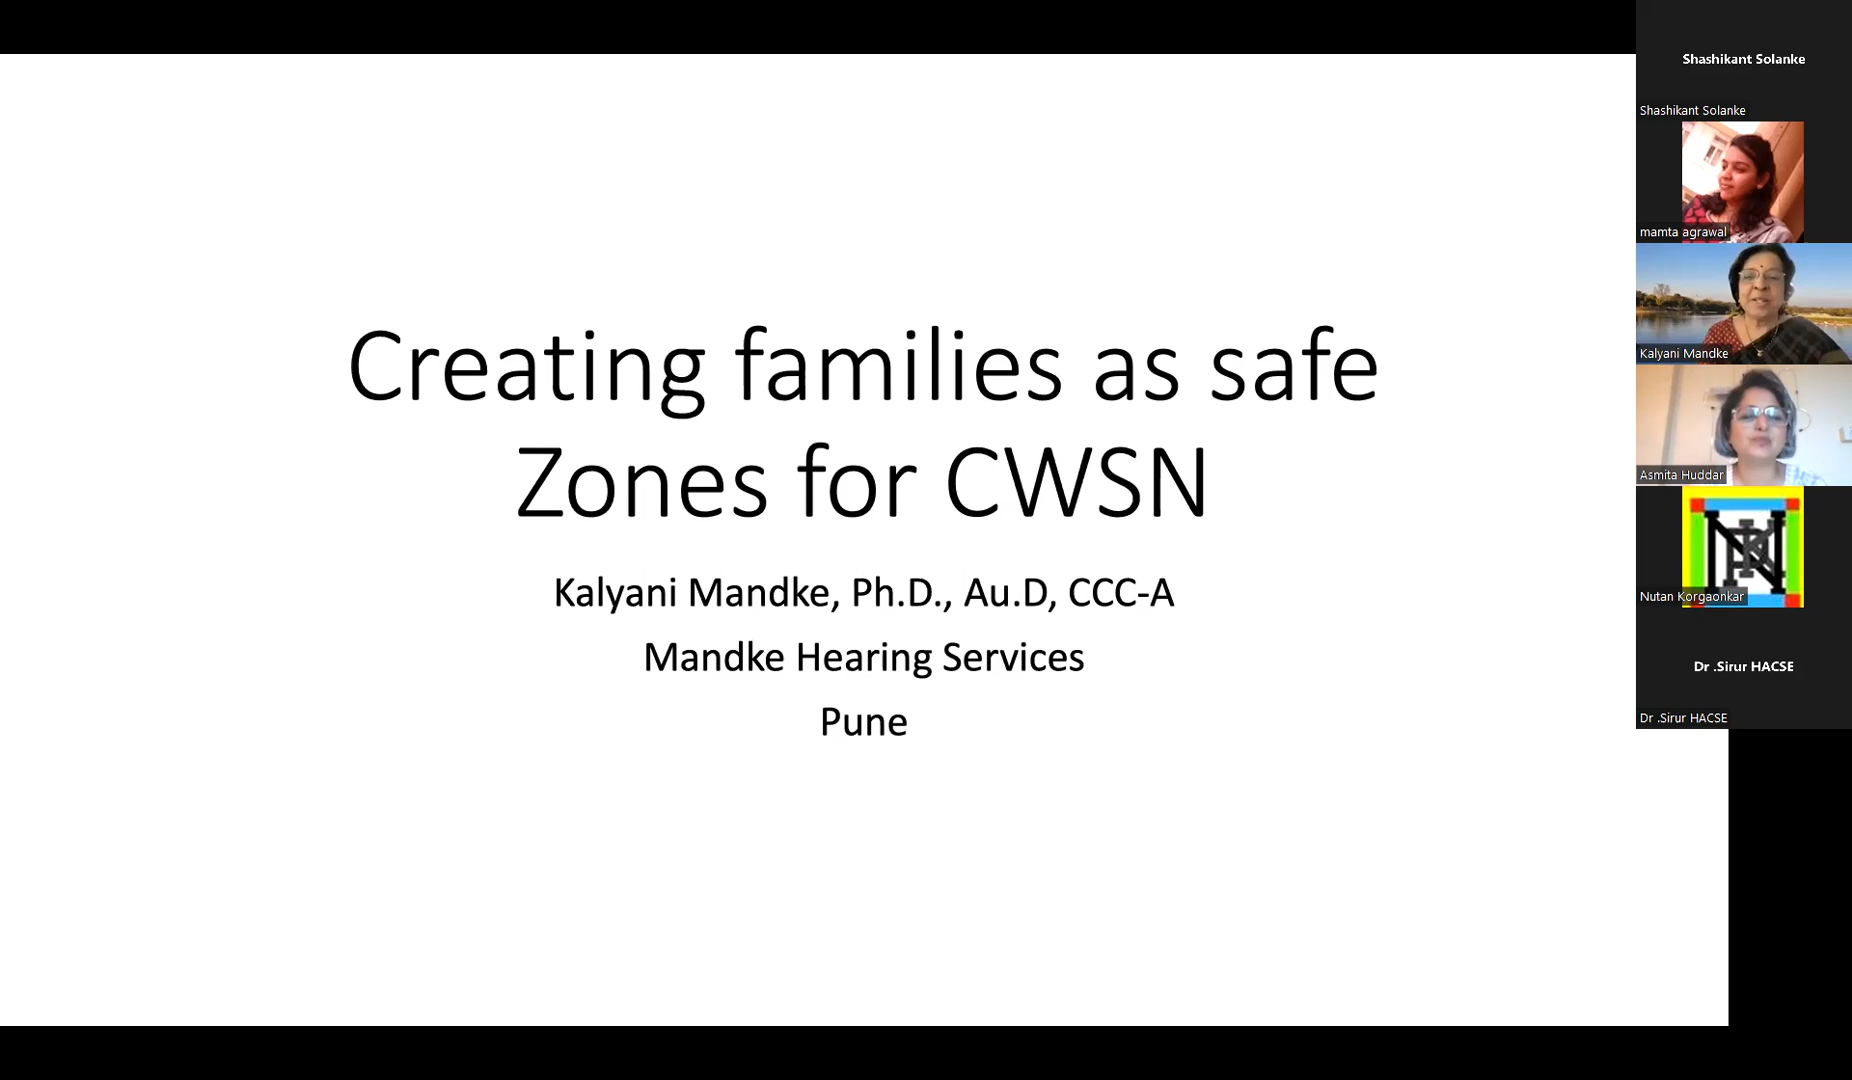 Creating families as safe
Zones for CWSN
Kalyani Mandke, Ph.D., Au.D, CCC-A
Mandke Hearing Services
Pune
Shashikant Solanke
Shashikant Solanke
mamta agrawal
Kalyani Mandke
Asmita Huddar
Nutan Korgaonkar
Dr .Sirur HACSE
Dr .Sirur HACSE